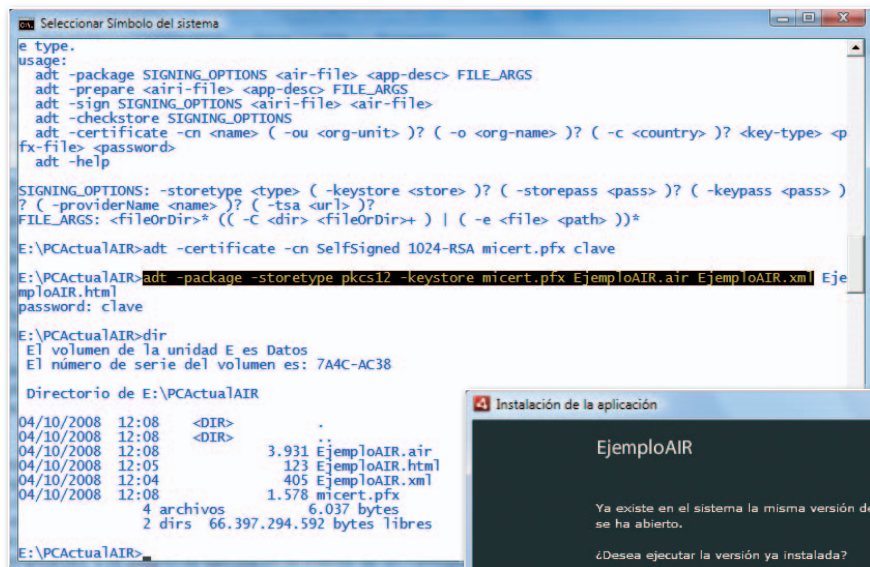 Seleccionar Símbolo del sistema
e type.
usage:
adt -package SIGNING_OPTIONS <air-file> <app-desc> FILE_ARGS
adt -prepare <airi-file> <app-desc> FILE_ARGS
adt -sign SIGNING_OPTIONS <airi-file> <air-file>
adt -checkstore SIGNING_OPTIONS
adt -certificate -cn <name> ( -ou <org-unit> )? ( -o <org-name> )? ( -c <country> )? <key-type> <p
fx-file> <password>
adt -help
SIGNING_OPTIONS: -storetype <type> ( -keystore <store> )? ( -storepass <pass> )? ( -keypass <pass> )
? ( -providerName <name> )? ( -tsa <url> )?
FILE_ARGS: <fileOrDir>* (( -C <dir> <fileOrDir>+ ) | ( -e <file> <path> ))*
E:\PCActualAIR>adt -certificate -cn SelfSigned 1024-RSA micert.pfx clave
E:\PCActualAIR>adt -package -storetype pkcs12 -keystore micert.pfx EjemploAIR.air EjemploAIR.xml Eje
mploAIR.html
password: clave
E:\PCActualAIR>dir
El volumen de la unidad E es Datos
El número de serie del volumen es: 7A4C-AC38
Directorio de E:\PCActualAIR
04/10/2008 12:08 <DIR> .
04/10/2008 12:08 <DIR> ..
04/10/2008 12:08 3.931 EjemploAIR.air
04/10/2008 12:05 123 EjemploAIR.html
04/10/2008 12:04 405 EjemploAIR.xml
04/10/2008 12:08 1.578 micert.pfx
4 archivos 6.037 bytes
2 dirs 66.397.294.592 bytes libres
E:\PCActualAIR>_
Instalación de la aplicación
EjemploAIR
Ya existe en el sistema la misma versión de
se ha abierto.
¿Desea ejecutar la versión ya instalada?